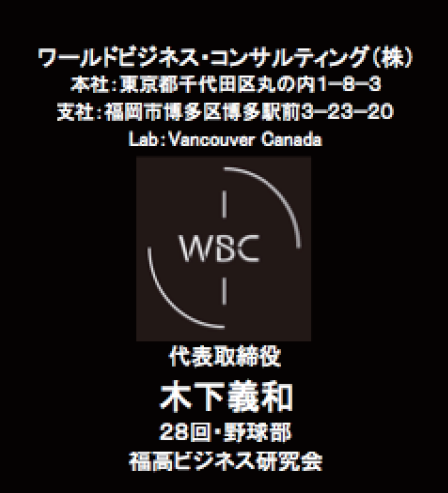 ワールドビジネス・コンサルティング（株）
本社：東京都千代田区丸の内1－8－3
支社：福岡市博多区博多駅前3－23－20
Lab：Vancouver Canada
WBC
代表取締役
木下義和
28回・野球部
福高ビジネス研究会